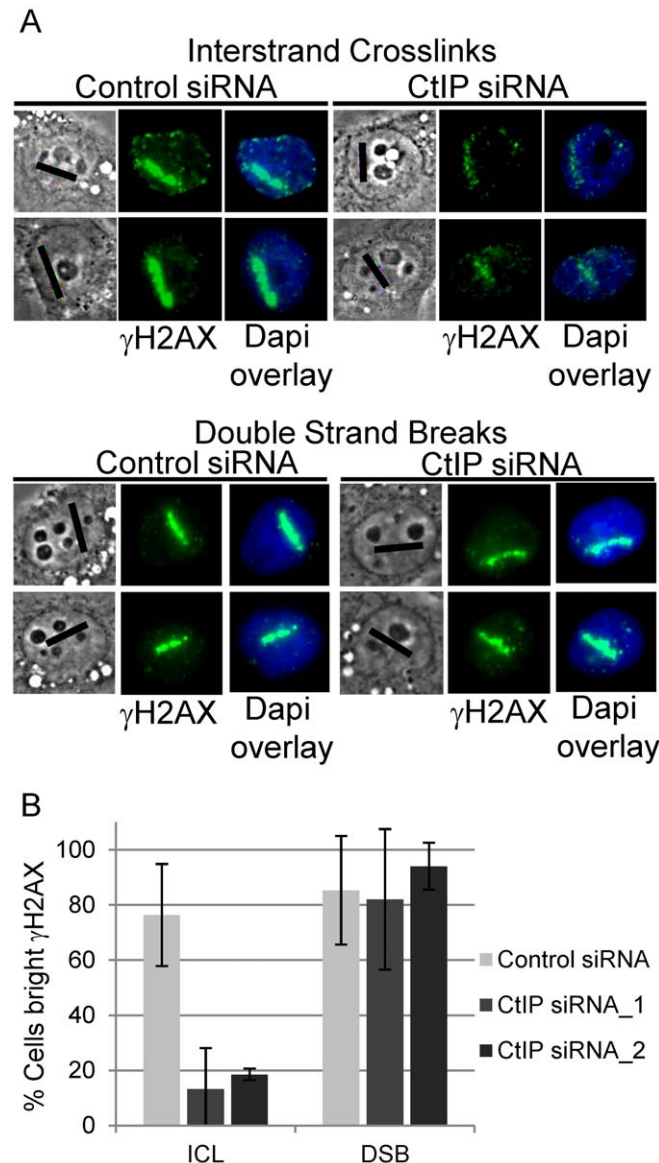 A
Interstrand Crosslinks
Control siRNA CtIP siRNA
γH2AX Dapi overlay γH2AX Dapi overlay
Double Strand Breaks
Control siRNA CtIP siRNA
γH2AX Dapi overlay γH2AX Dapi overlay
B
% Cells bright γH2AX
100
80
60
40
20
0
ICL DSB
Control siRNA
CtIP siRNA_1
CtIP siRNA_2